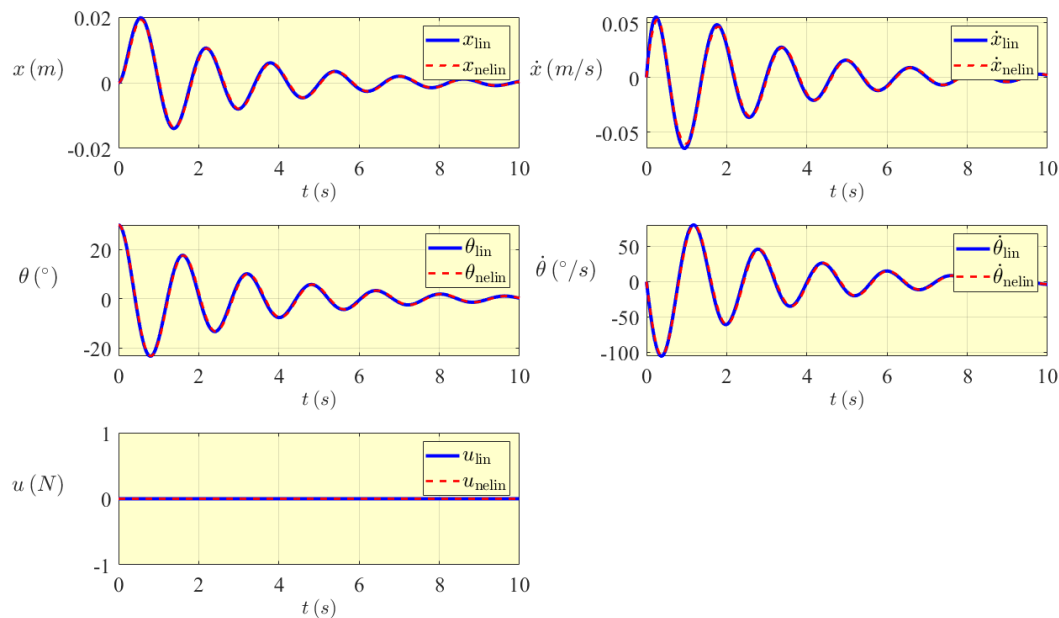 0.02
x (m)
0
-0.02
0 2 4 6 8 10
t (s)
x_lin
x_nelin
0.05
ẋ (m/s)
0
-0.05
0 2 4 6 8 10
t (s)
ẋ_lin
ẋ_nelin
20
θ (°)
0
-20
0 2 4 6 8 10
t (s)
θ_lin
θ_nelin
50
θ̇ (°/s)
0
-50
-100
0 2 4 6 8 10
t (s)
θ̇_lin
θ̇_nelin
1
u (N)
0
-1
0 2 4 6 8 10
t (s)
u_lin
u_nelin